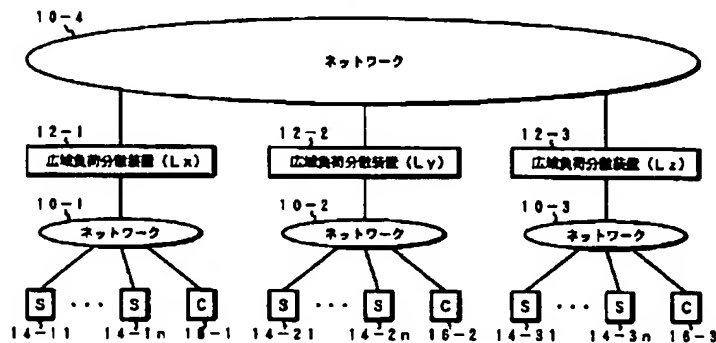 10-4
ネットワーク
12-1 12-2 12-3
広域負荷分散装置(Lx) 広域負荷分散装置(Ly) 広域負荷分散装置(Lz)
10-1 10-2 10-3
ネットワーク ネットワーク ネットワーク
S ··· S C S ··· S C S ··· S C
14-11 14-1n 16-1 14-21 14-2n 16-2 14-31 14-3n 16-3